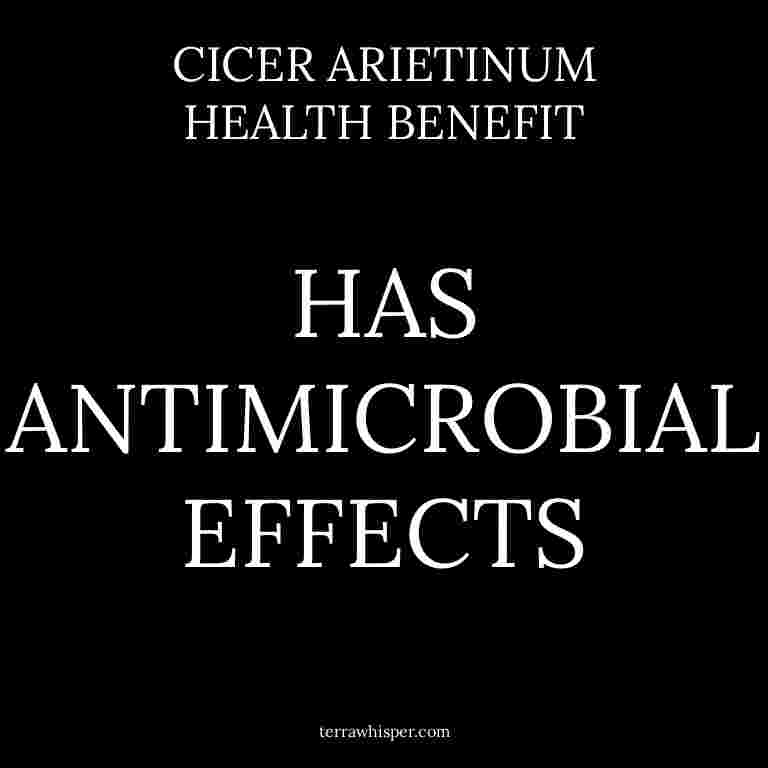 CICER ARIETINUM
HEALTH BENEFIT
HAS
ANTIMICROBIAL
EFFECTS
terrawhisper.com